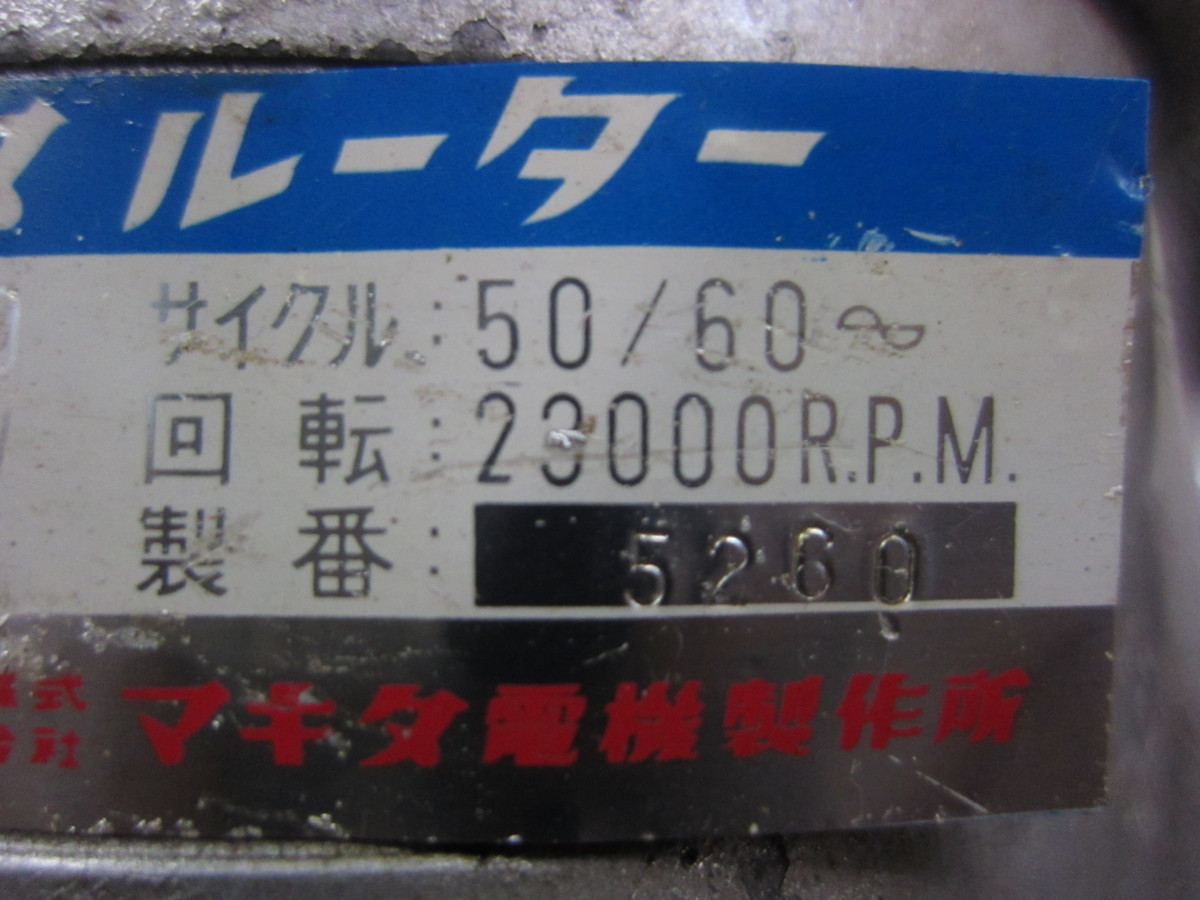 ルーター
サイクル:50/60~
回転:23000R.P.M.
製番:5260
株式会社 マキタ電機製作所